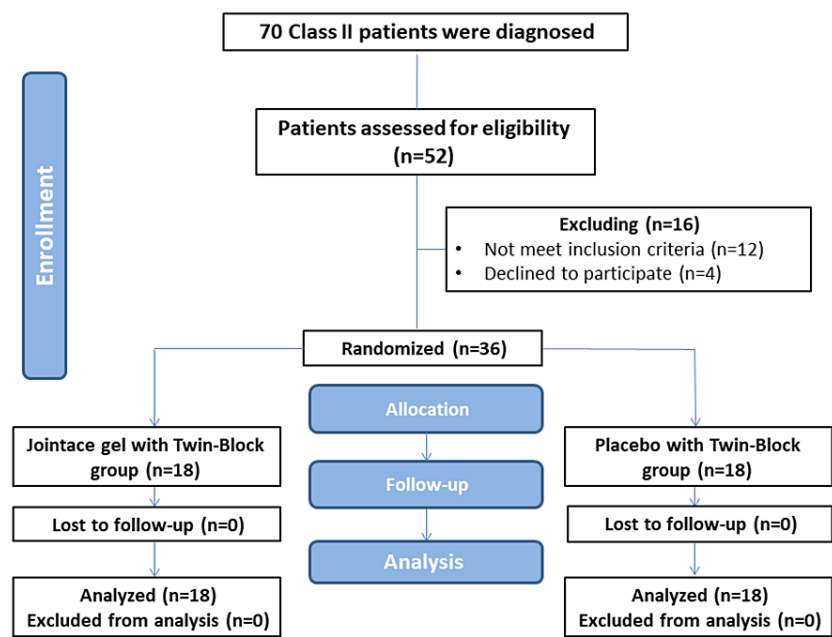 70 Class II patients were diagnosed
Enrollment
Patients assessed for eligibility
(n=52)
Excluding (n=16)
• Not meet inclusion criteria (n=12)
• Declined to participate (n=4)
Randomized (n=36)
Allocation
Jointace gel with Twin-Block
group (n=18)
Placebo with Twin-Block
group (n=18)
Follow-up
Lost to follow-up (n=0)
Lost to follow-up (n=0)
Analysis
Analyzed (n=18)
Excluded from analysis (n=0)
Analyzed (n=18)
Excluded from analysis (n=0)